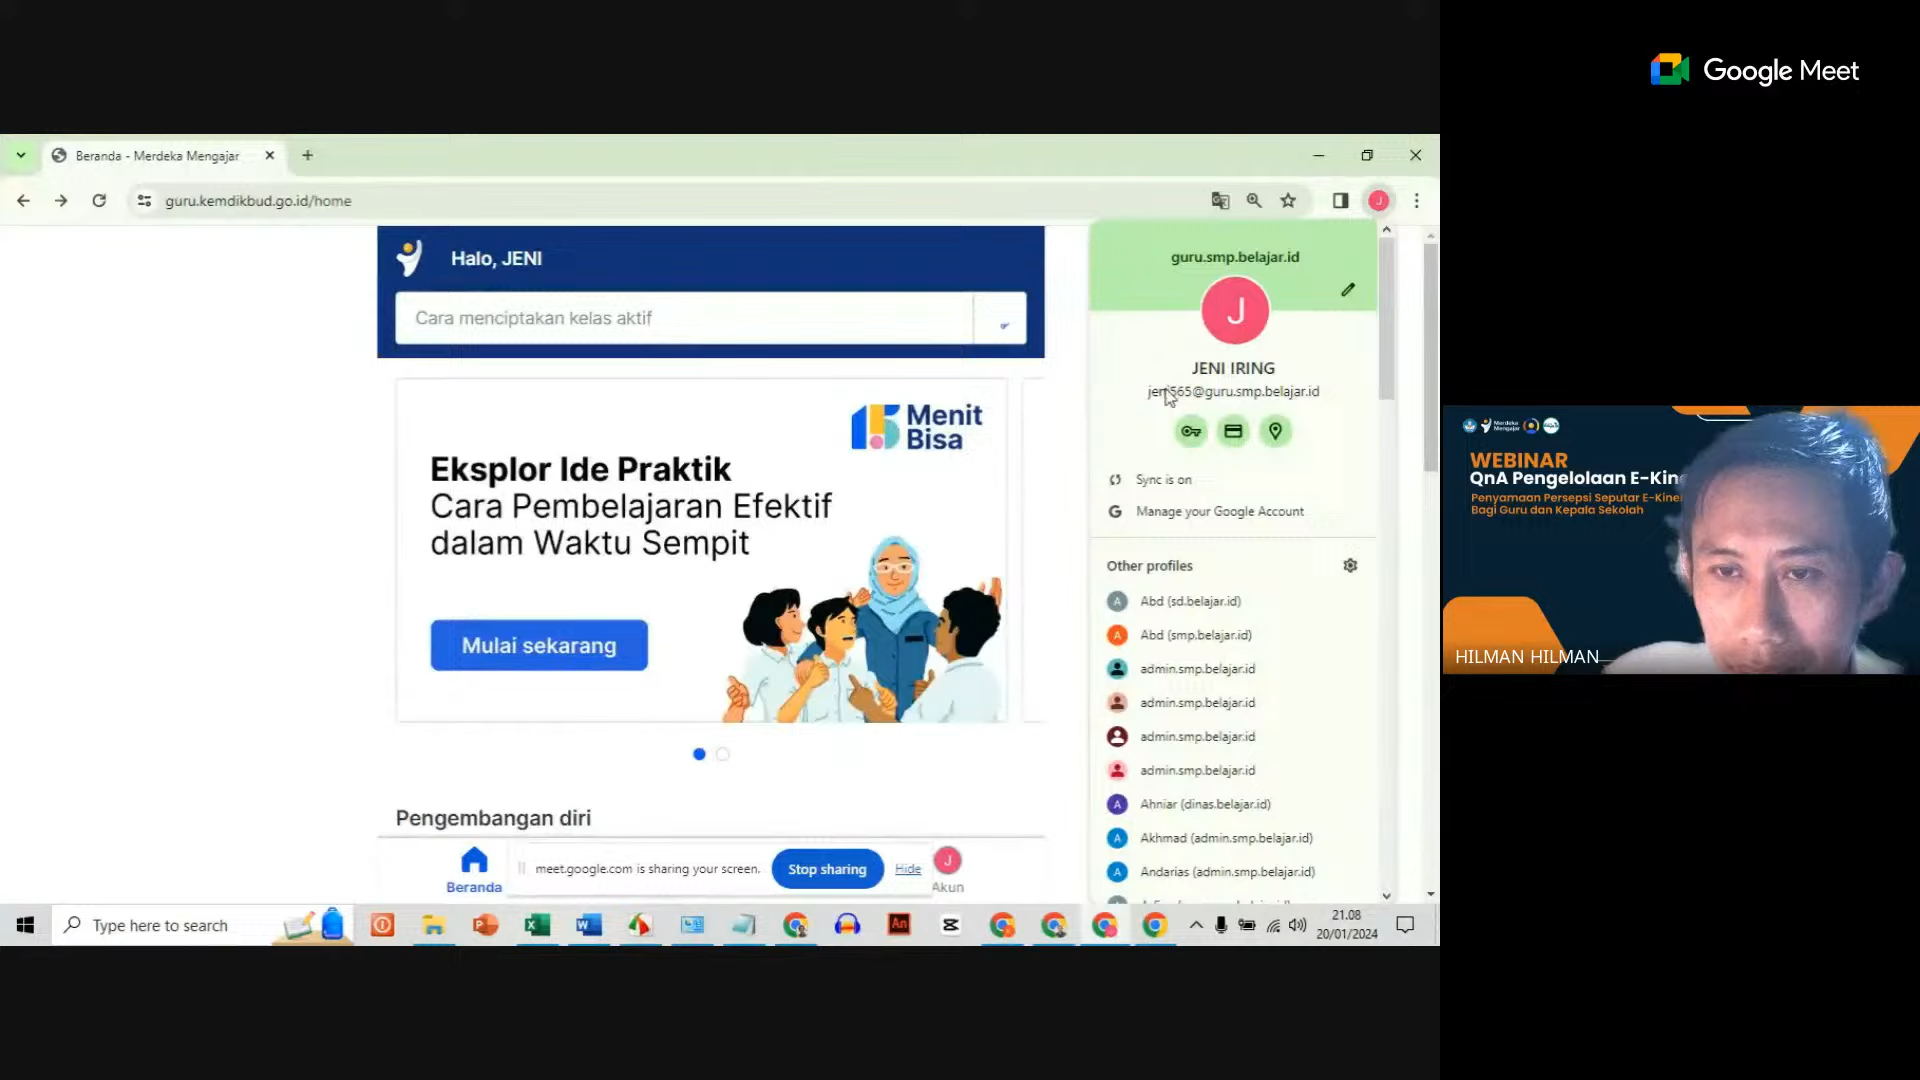 Google Meet
Beranda - Merdeka Mengajar
guru.kemdikbud.go.id/home
Halo, JENI
Cara menciptakan kelas aktif
15 Menit
Bisa
Eksplor Ide Praktik
Cara Pembelajaran Efektif
dalam Waktu Sempit
Mulai sekarang
Pengembangan diri
Beranda
meet.google.com is sharing your screen.
Stop sharing
Hide
J
Akun
J
guru.smp.belajar.id
J
JENI IRING
@guru.smp.belajar.id
Sync is on
G Manage your Google Account
Other profiles
A Abd (sd.belajar.id)
A Abd (smp.belajar.id)
admin.smp.belajar.id
admin.smp.belajar.id
admin.smp.belajar.id
admin.smp.belajar.id
A Ahniar (dinas.belajar.id)
A Akhmad (admin.smp.belajar.id)
A Andarias (admin.smp.belajar.id)
Type here to search
An
21.08
20/01/2024
Merdeka
Mengajar
WEBINAR
QnA Pengelolaan E-Kine
Penyamaan Persepsi Seputar E-Kiner
Bagi Guru dan Kepala Sekolah
HILMAN HILMAN